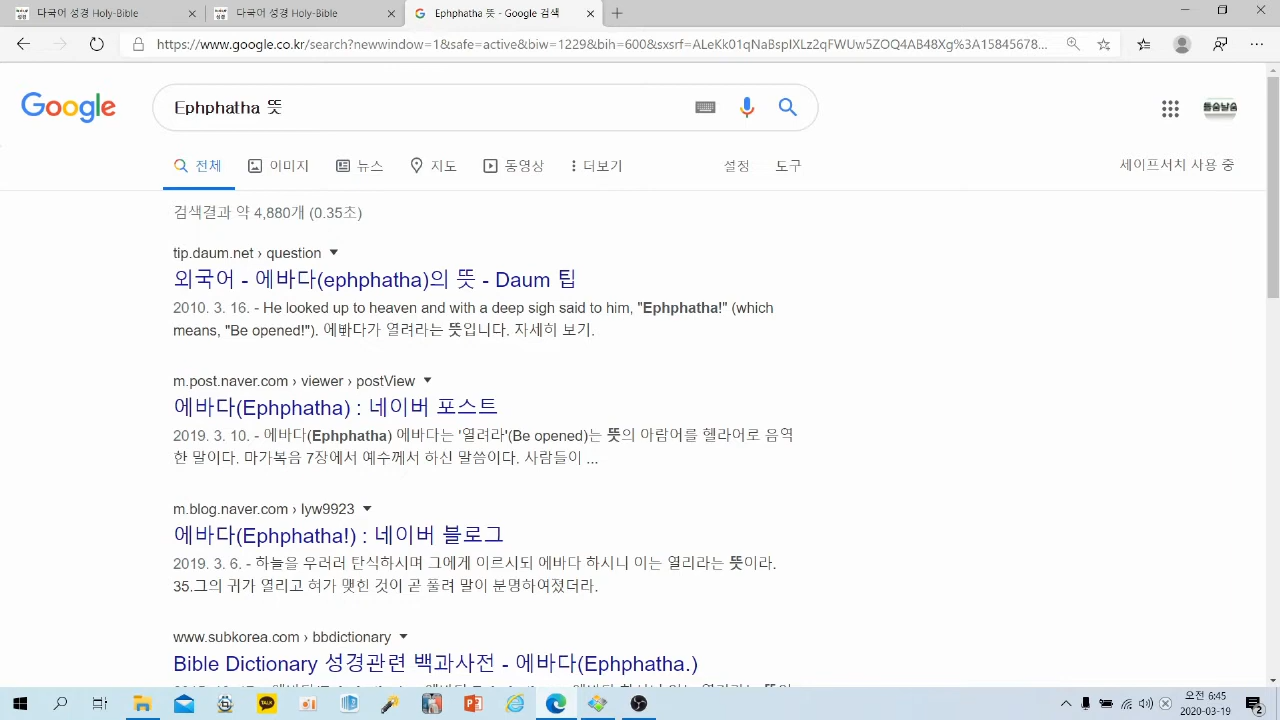 다국어 성경 Holy-Bible
다국어 성경 Holy-Bible
Ephphatha 뜻 - Google 검색
https://www.google.co.kr/search?newwindow=1&safe=active&biw=1229&bih=600&sxsrf=ALeKk01qNaBspIXLz2qFWUw5ZOQ4AB48Xg%3A15845678...
Google
Ephphatha 뜻
전체 이미지 뉴스 지도 동영상 더보기 설정 도구
세이프서치 사용 중
검색결과 약 4,880개 (0.35초)
tip.daum.net › question
외국어 - 에바다(ephphatha)의 뜻 - Daum 팁
2010. 3. 16. - He looked up to heaven and with a deep sigh said to him, "Ephphatha!" (which
means, "Be opened!"). 에바다가 열려라는 뜻입니다. 자세히 보기.
m.post.naver.com › viewer › postView
에바다(Ephphatha) : 네이버 포스트
2019. 3. 10. - 에바다(Ephphatha) 에바다는 '열려라'(Be opened)는 뜻의 아람어를 헬라어로 음역
한 말이다. 마가복음 7장에서 예수께서 하신 말씀이다. 사람들이 ...
m.blog.naver.com › lyw9923
에바다(Ephphatha!) : 네이버 블로그
2019. 3. 6. - 하늘을 우러러 탄식하시며 그에게 이르시되 에바다 하시니 이는 열리라는 뜻이라.
35.그의 귀가 열리고 혀가 맺힌 것이 곧 풀려 말이 분명하여졌더라.
www.subkorea.com › bbdictionary
Bible Dictionary 성경관련 백과사전 - 에바다(Ephphatha.)
TALK
오전 6:45
2020-03-19
2